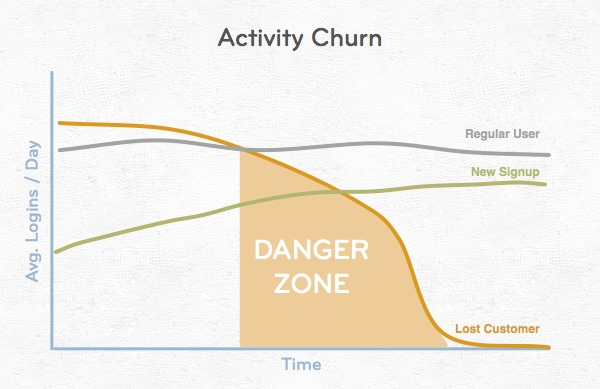 Activity Churn
Avg. Logins / Day
Regular User
New Signup
DANGER
ZONE
Lost Customer
Time